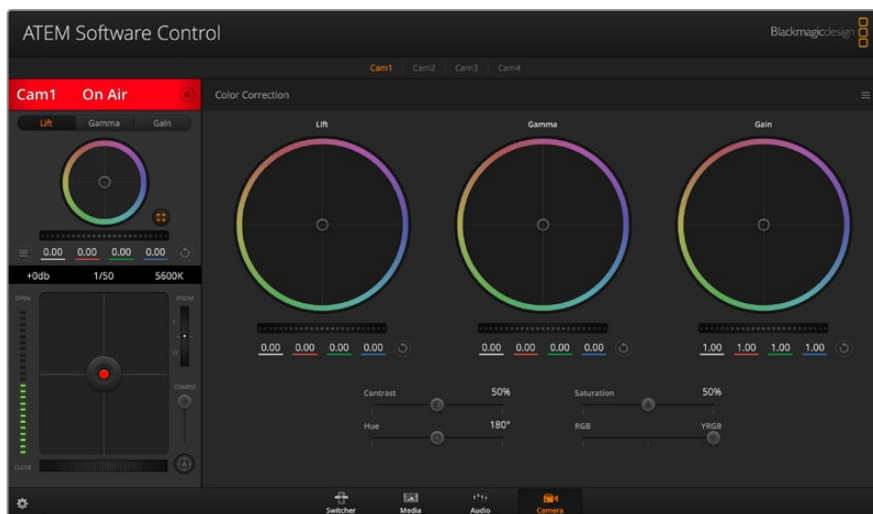 ATEM Software Control
Blackmagicdesign
Cam1 Cam2 Cam3 Cam4
Cam1 On Air
Color Correction
Lift Gamma Gain
Lift Gamma Gain
0.00 0.00 0.00 0.00
+0db 1/50 5600K
OPEN
ZOOM
T
W
COARSE
CLOSE
A
0.00 0.00 0.00 0.00
0.00 0.00 0.00 0.00
1.00 1.00 1.00 1.00
Contrast 50%
Saturation 50%
Hue 180°
RGB YRGB
Switcher Media Audio Camera